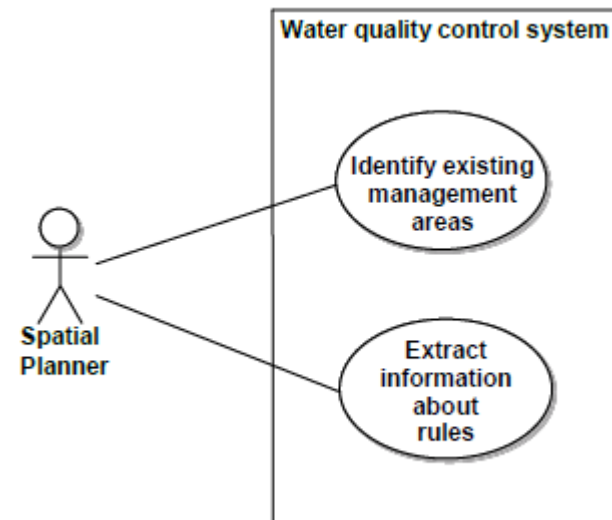 Water quality control system
Identify existing
management
areas
Spatial
Planner
Extract
information
about
rules